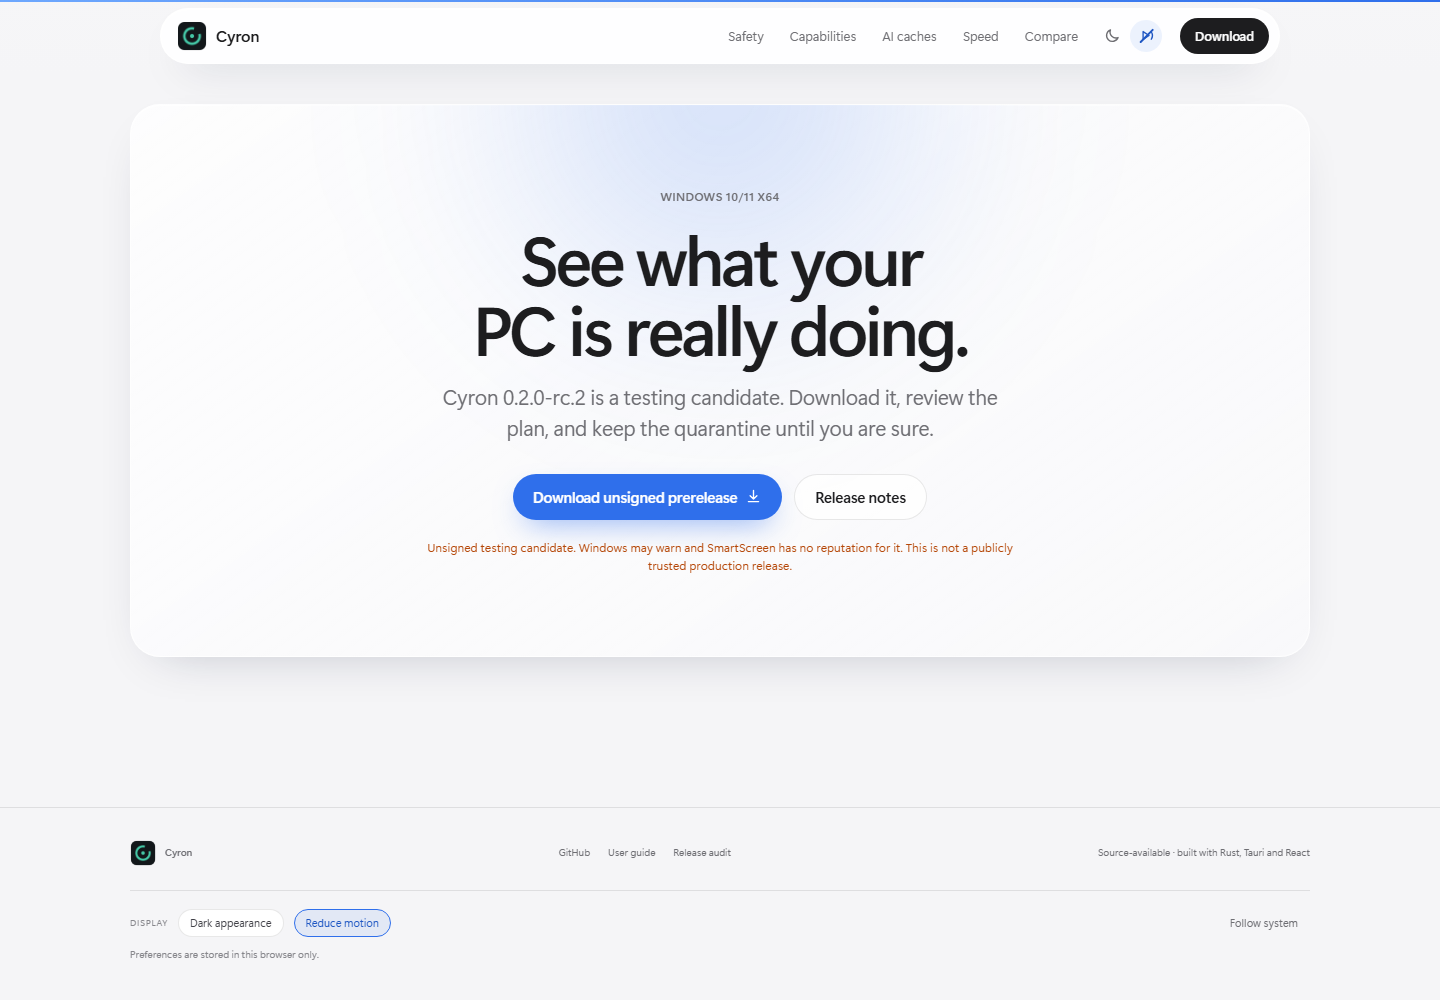 Cyron
Safety
Capabilities
AI caches
Speed
Compare
Download
WINDOWS 10/11 X64
See what your
PC is really doing.
Cyron 0.2.0-rc.2 is a testing candidate. Download it, review the
plan, and keep the quarantine until you are sure.
Download unsigned prerelease
Release notes
Unsigned testing candidate. Windows may warn and SmartScreen has no reputation for it. This is not a publicly
trusted production release.
Cyron
GitHub
User guide
Release audit
Source-available · built with Rust, Tauri and React
DISPLAY
Dark appearance
Reduce motion
Follow system
Preferences are stored in this browser only.